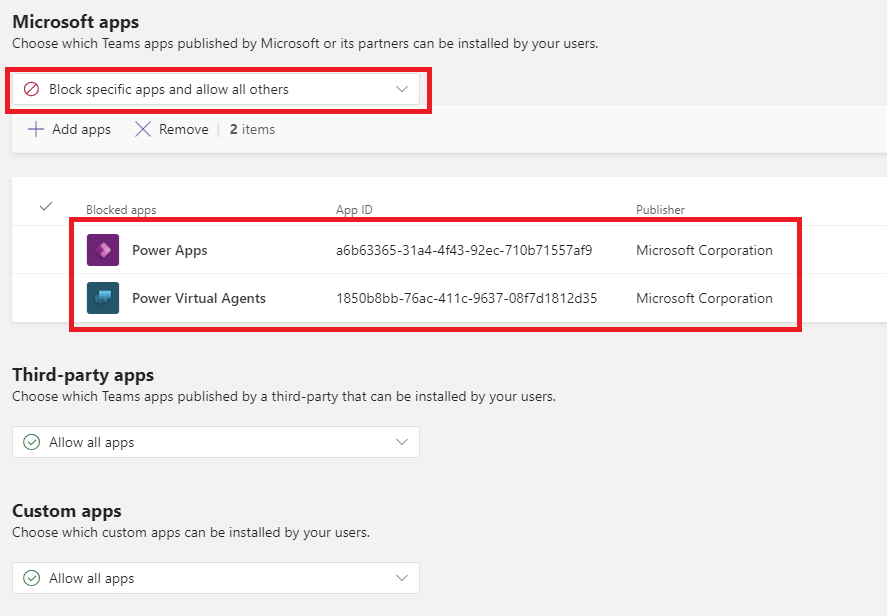 Microsoft apps
Choose which Teams apps published by Microsoft or its partners can be installed by your users.
Block specific apps and allow all others
Add apps Remove 2 items
Blocked apps App ID Publisher
Power Apps a6b63365-31a4-4f43-92ec-710b71557af9 Microsoft Corporation
Power Virtual Agents 1850b8bb-76ac-411c-9637-08f7d1812d35 Microsoft Corporation
Third-party apps
Choose which Teams apps published by a third-party that can be installed by your users.
Allow all apps
Custom apps
Choose which custom apps can be installed by your users.
Allow all apps